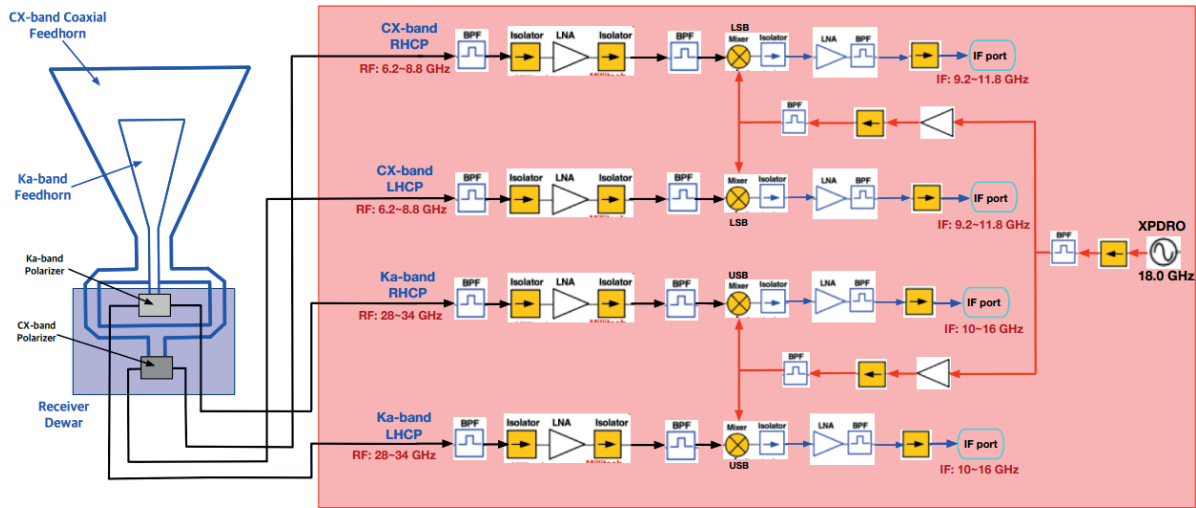 CX-band Coaxial
Feedhorn
Ka-band
Feedhorn
Ka-band
Polarizer
CX-band
Polarizer
Receiver
Dewar
CX-band
RHCP
RF: 6.2~8.8 GHz
BPF
Isolator
LNA
Isolator
BPF
LSB
Mixer
Isolator
LNA
BPF
IF port
IF: 9.2~11.8 GHz
BPF
CX-band
LHCP
RF: 6.2~8.8 GHz
BPF
Isolator
LNA
Isolator
BPF
Mixer
LSB
Isolator
LNA
BPF
IF port
IF: 9.2~11.8 GHz
BPF
XPDRO
18.0 GHz
Ka-band
RHCP
RF: 28~34 GHz
BPF
Isolator
LNA
Isolator
BPF
USB
Mixer
Isolator
LNA
BPF
IF port
IF: 10~16 GHz
BPF
Ka-band
LHCP
RF: 28~34 GHz
BPF
Isolator
LNA
Isolator
BPF
Mixer
USB
Isolator
LNA
BPF
IF port
IF: 10~16 GHz